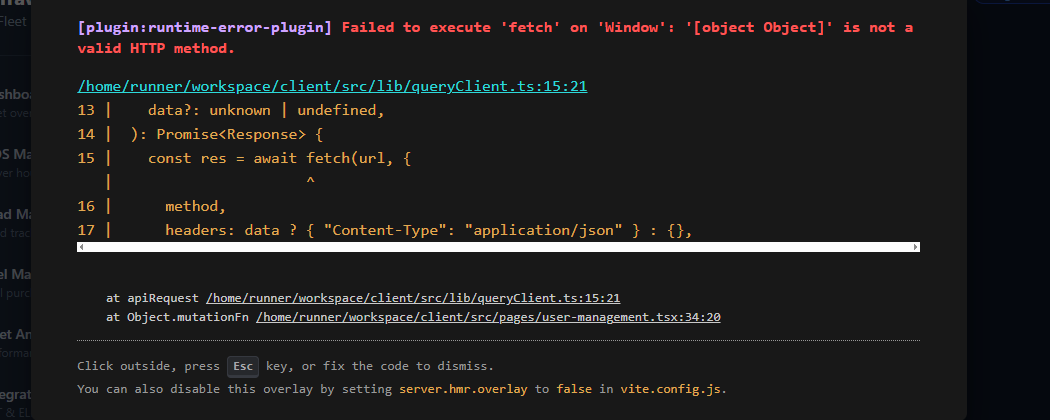 Fleet
[plugin:runtime-error-plugin] Failed to execute 'fetch' on 'Window': '[object Object]' is not a
valid HTTP method.
/home/runner/workspace/client/src/lib/queryClient.ts:15:21
13 |    data?: unknown | undefined,
14 |  ): Promise<Response> {
15 |    const res = await fetch(url, {
   |                      ^
16 |      method,
17 |      headers: data ? { "Content-Type": "application/json" } : {},
at apiRequest /home/runner/workspace/client/src/lib/queryClient.ts:15:21
at Object.mutationFn /home/runner/workspace/client/src/pages/user-management.tsx:34:20
Click outside, press Esc key, or fix the code to dismiss.
You can also disable this overlay by setting server.hmr.overlay to false in vite.config.js.